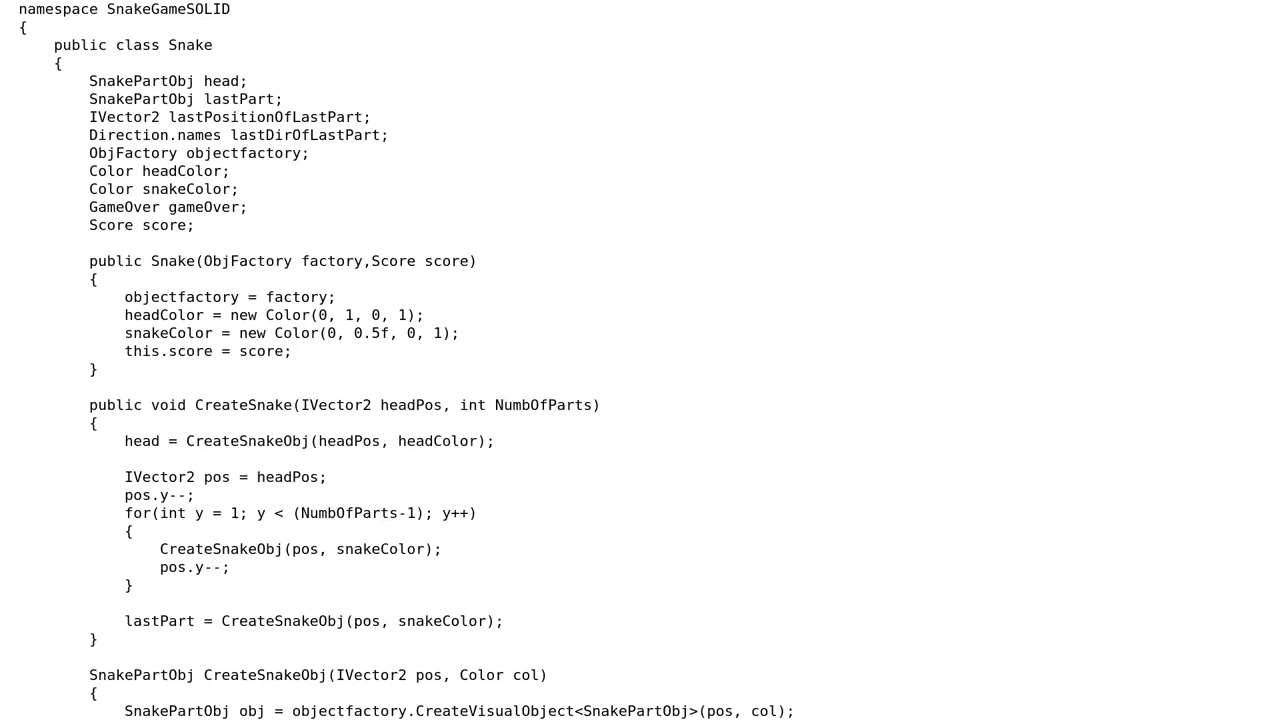 namespace SnakeGameSOLID
{
    public class Snake
    {
        SnakePartObj head;
        SnakePartObj lastPart;
        IVector2 lastPositionOfLastPart;
        Direction.names lastDirOfLastPart;
        ObjFactory objectfactory;
        Color headColor;
        Color snakeColor;
        GameOver gameOver;
        Score score;

        public Snake(ObjFactory factory,Score score)
        {
            objectfactory = factory;
            headColor = new Color(0, 1, 0, 1);
            snakeColor = new Color(0, 0.5f, 0, 1);
            this.score = score;
        }

        public void CreateSnake(IVector2 headPos, int NumbOfParts)
        {
            head = CreateSnakeObj(headPos, headColor);

            IVector2 pos = headPos;
            pos.y--;
            for(int y = 1; y < (NumbOfParts-1); y++)
            {
                CreateSnakeObj(pos, snakeColor);
                pos.y--;
            }

            lastPart = CreateSnakeObj(pos, snakeColor);
        }

        SnakePartObj CreateSnakeObj(IVector2 pos, Color col)
        {
            SnakePartObj obj = objectfactory.CreateVisualObject<SnakePartObj>(pos, col);